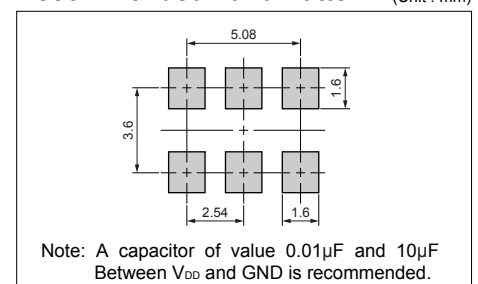 (Unit : mm)
5.08
1.6
3.6
2.54
1.6
Note: A capacitor of value 0.01µF and 10µF
Between VDD and GND is recommended.